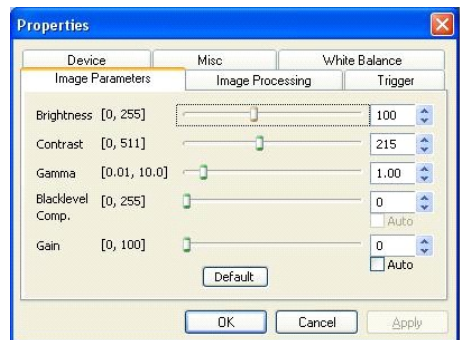 Properties
Device Misc White Balance
Image Parameters Image Processing Trigger
Brightness [0, 255] 100
Contrast [0, 511] 215
Gamma [0.01, 10.0] 1.00
Blacklevel [0, 255] 0
Comp. Auto
Gain [0, 100] 0
Auto
Default
OK Cancel Apply